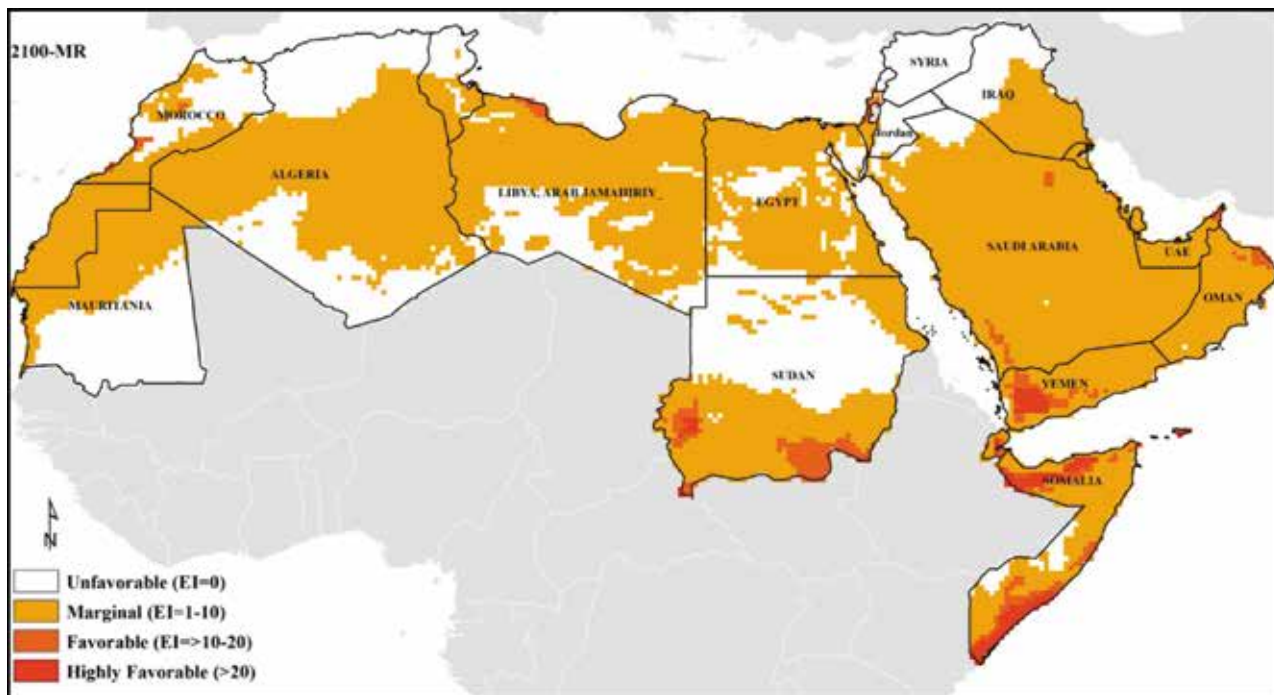 2100-MR
SYRIA
IRAQ
MOROCCO
Jordan
ALGERIA
LIBYA, ARAB JAMAHIRIY
EGYPT
SAUDI ARABIA
UAE
MAURITANIA
OMAN
SUDAN
YEMEN
SOMALIA
N
Unfavorable (EI=0)
Marginal (EI=1-10)
Favorable (EI=>10-20)
Highly Favorable (>20)